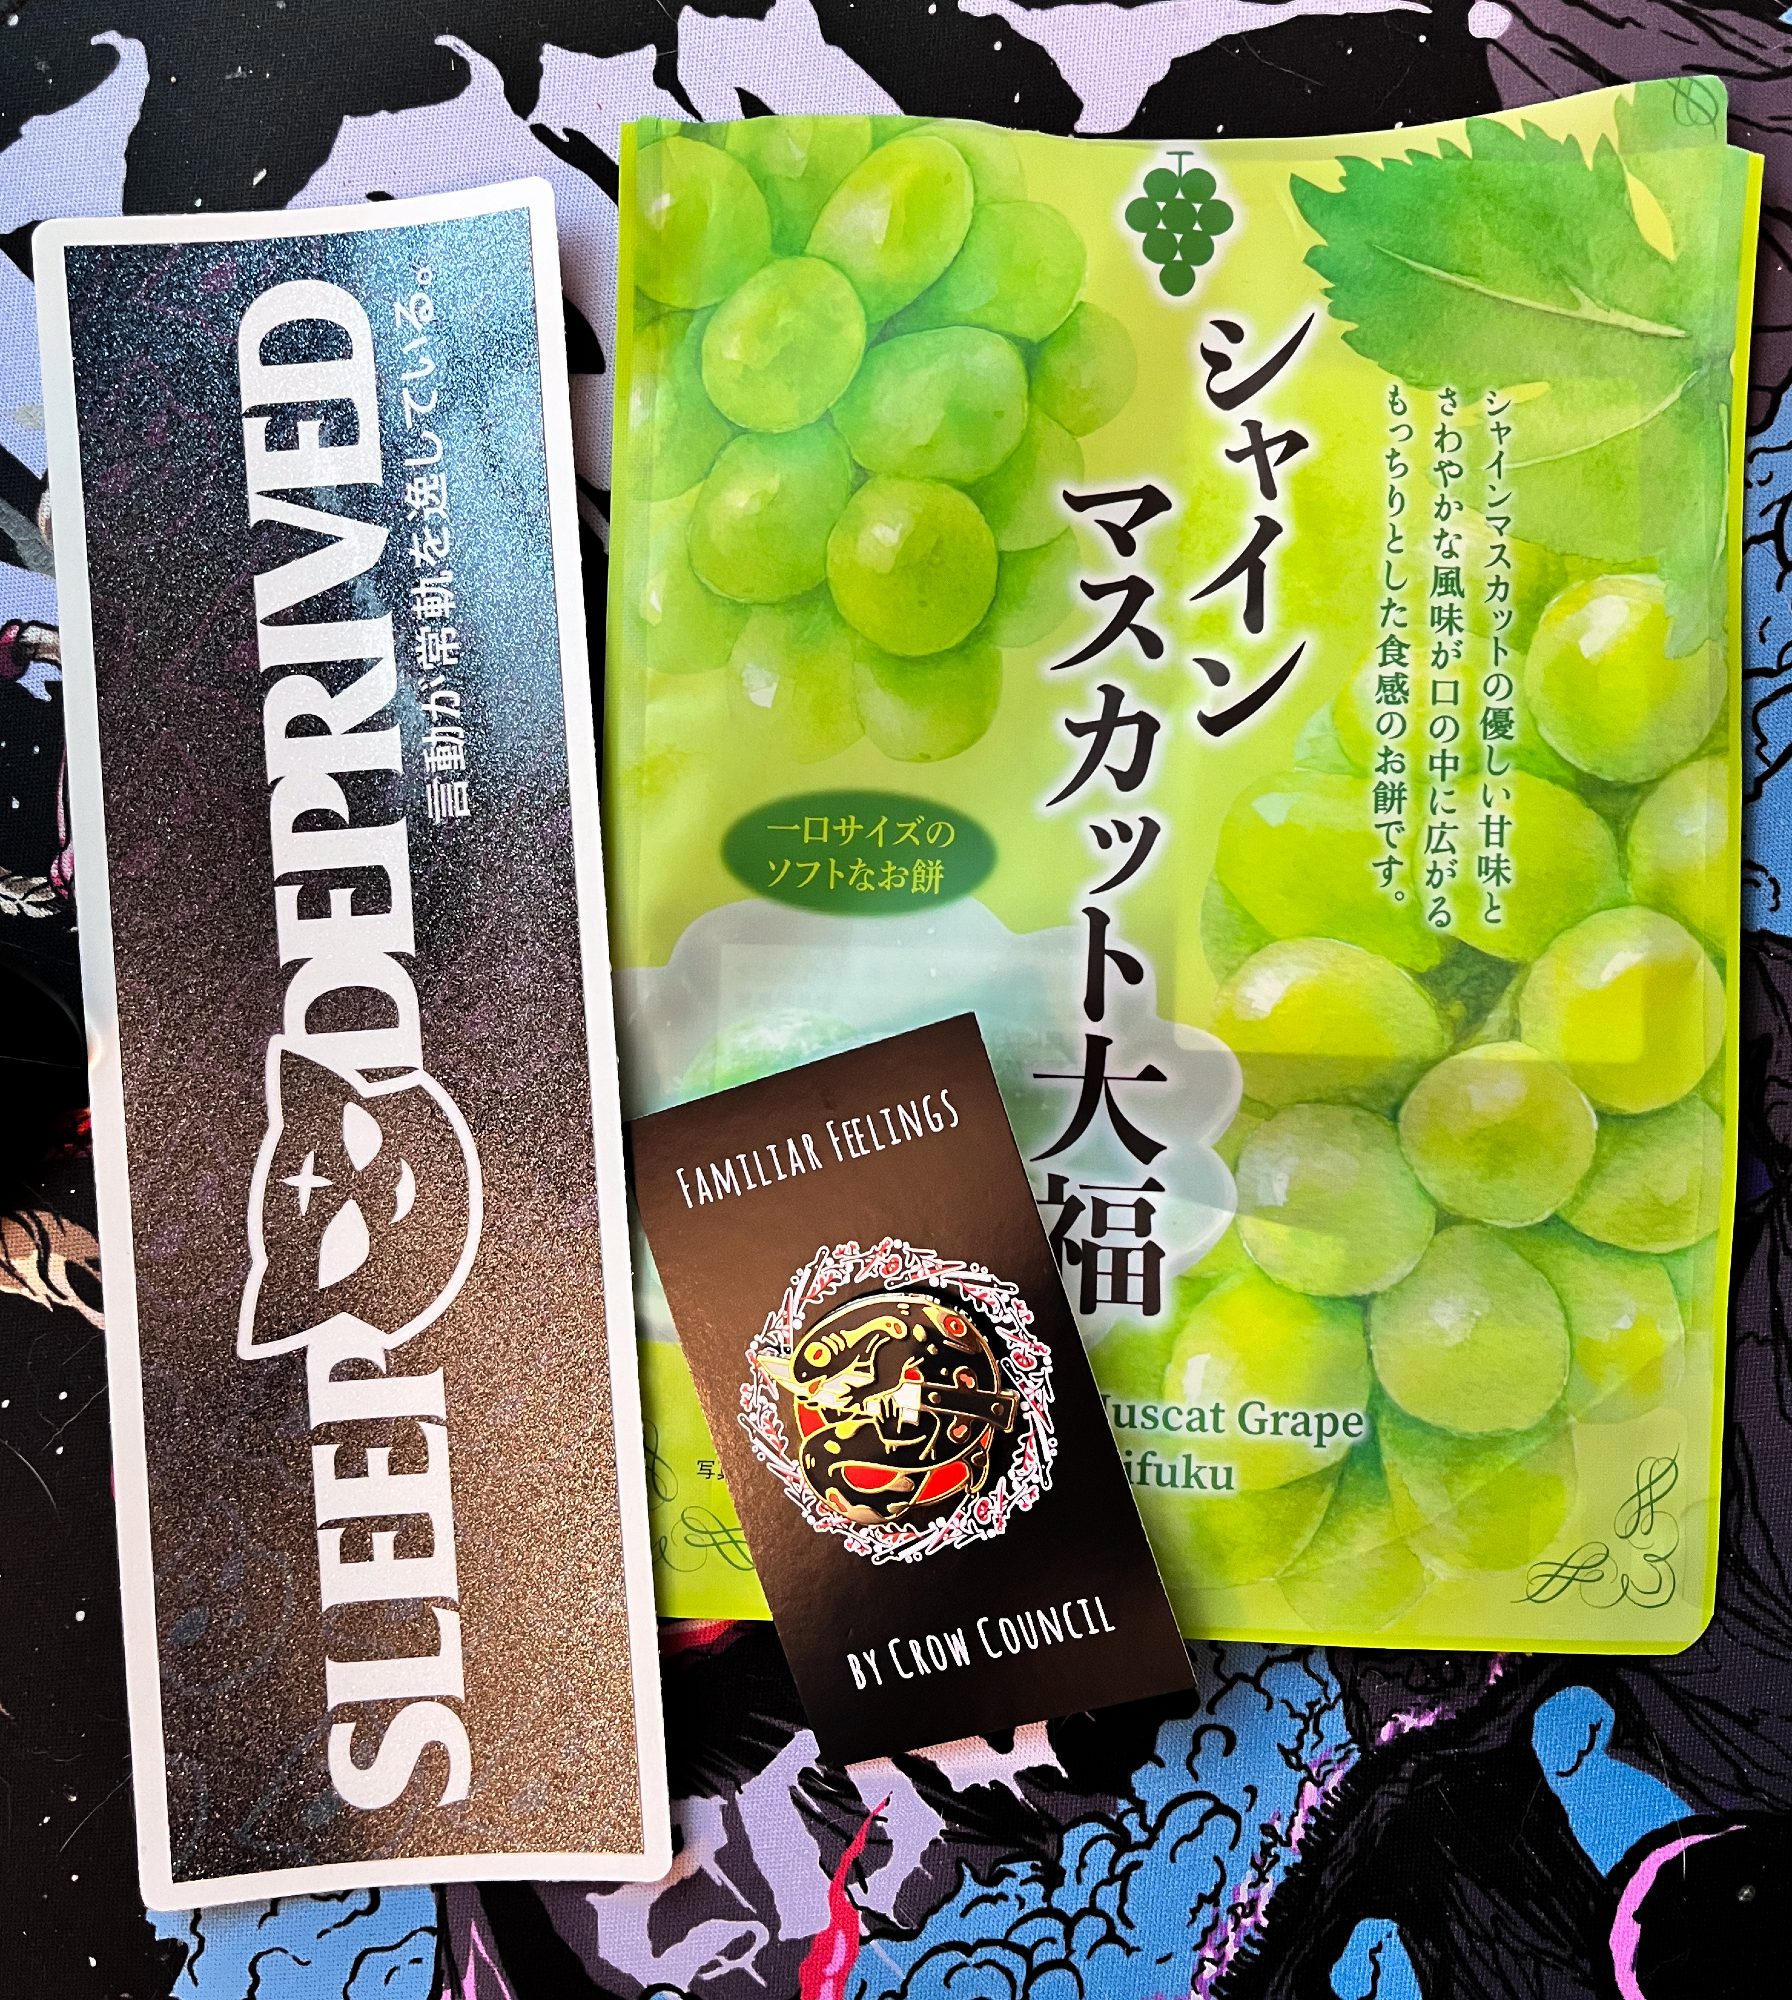 SLEEP DEPRIVED
言動が常軌を逸している。
シャイン
マスカット大福
シャインマスカットの優しい甘味と
さわやかな風味が口の中に広がる
もっちりとした食感のお餅です。
一口サイズの
ソフトなお餅
Grape
FAMILIAR FEELINGS
BY CROW COUNCIL